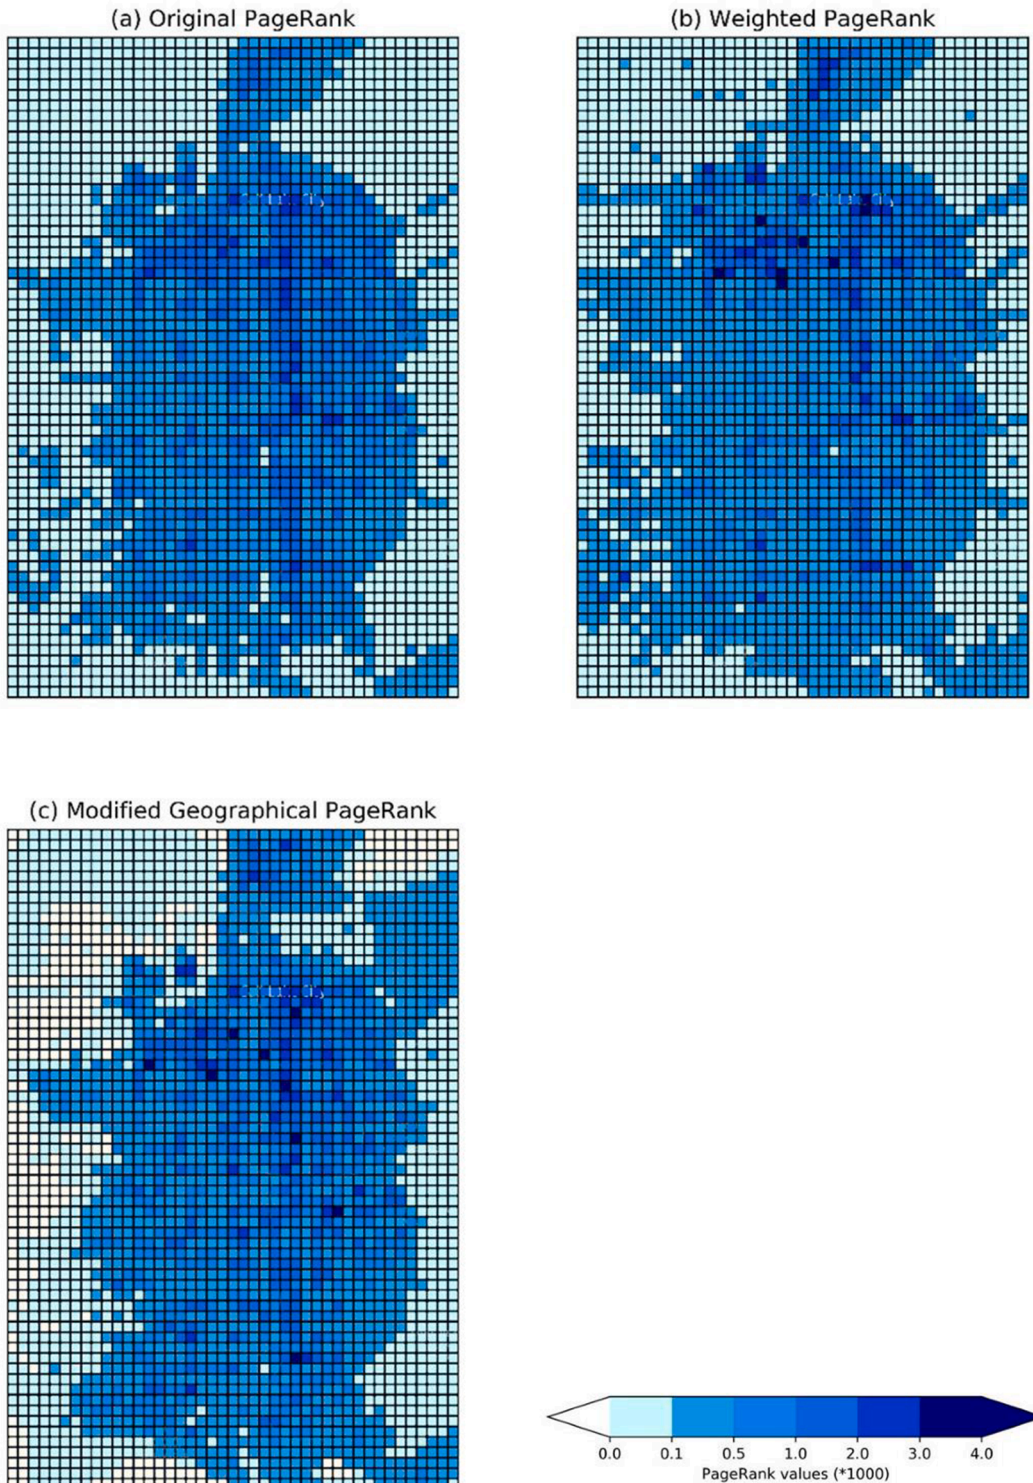 (a) Original PageRank
(b) Weighted PageRank
(c) Modified Geographical PageRank
0.0 0.1 0.5 1.0 2.0 3.0 4.0
PageRank values (*1000)